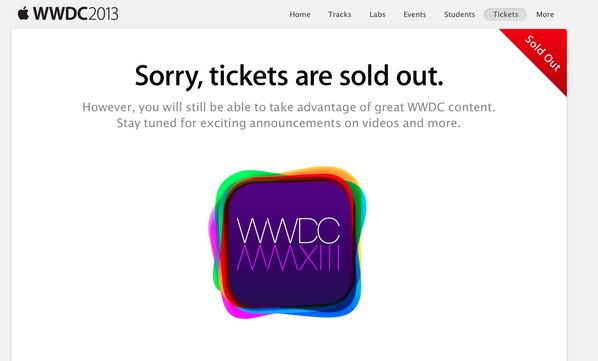 WWDC2013
Home Tracks Labs Events Students Tickets More
Sold Out
Sorry, tickets are sold out.
However, you will still be able to take advantage of great WWDC content.
Stay tuned for exciting announcements on videos and more.
WWDC
MMXIII